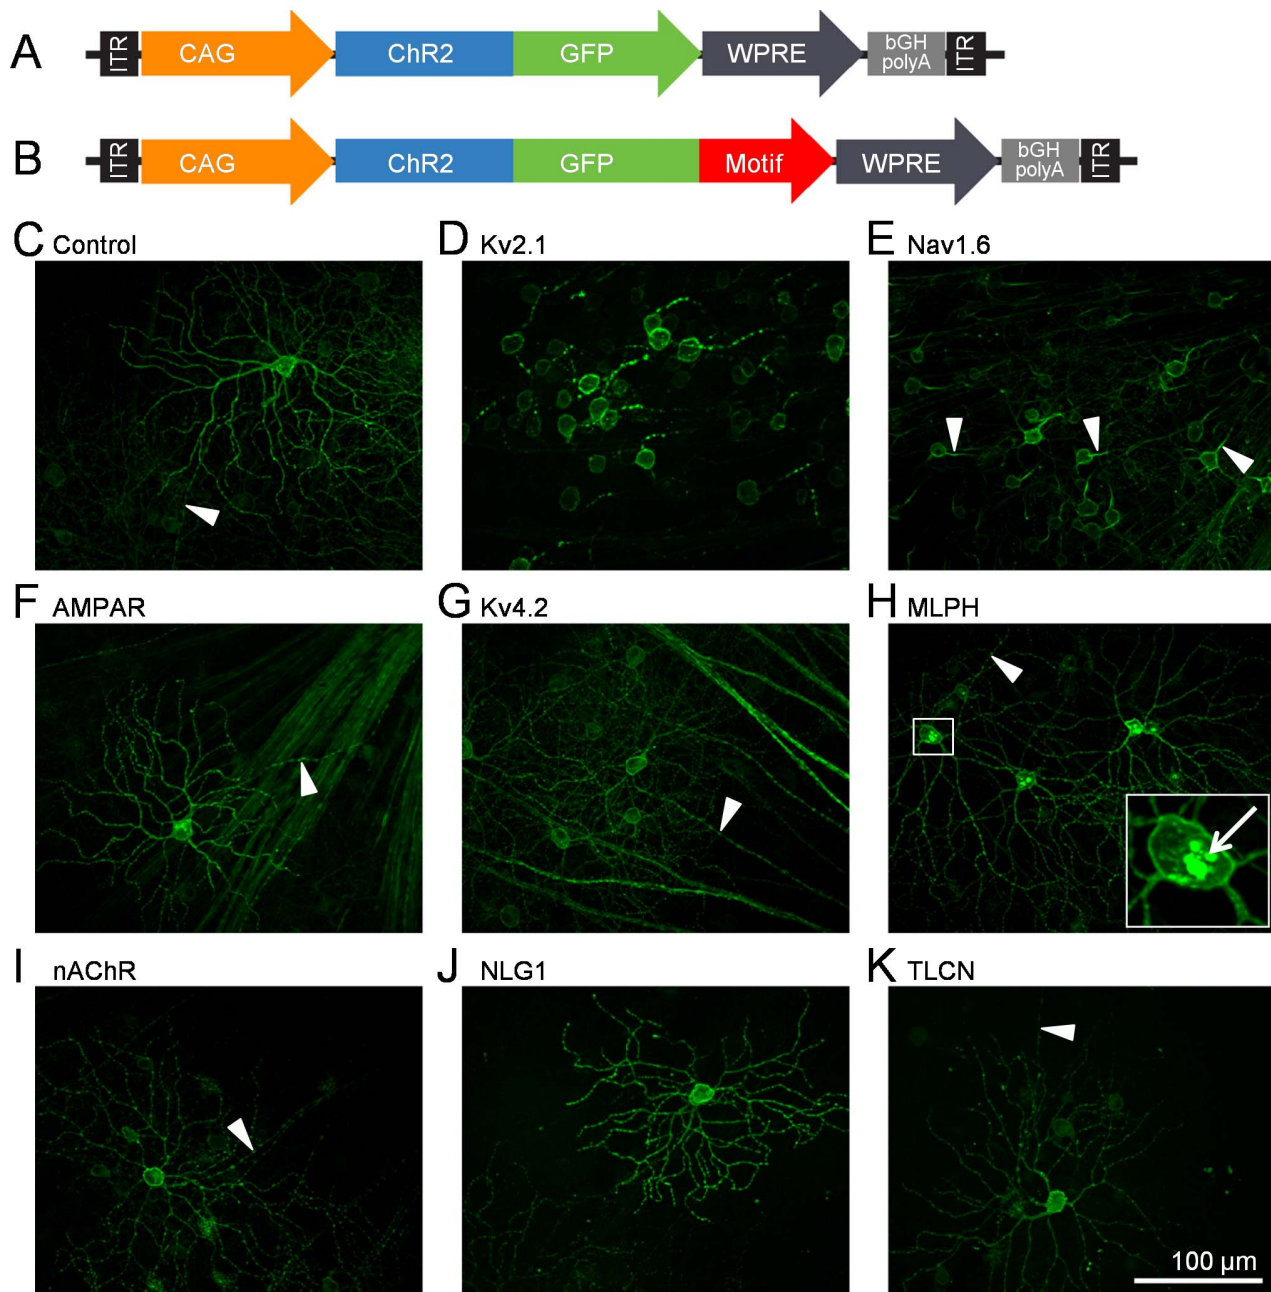 A
ITR CAG ChR2 GFP WPRE bGH polyA ITR
B
ITR CAG ChR2 GFP Motif WPRE bGH polyA ITR
C Control
D Kv2.1
E Nav1.6
F AMPAR
G Kv4.2
H MLPH
I nAChR
J NLG1
K TLCN
100 µm